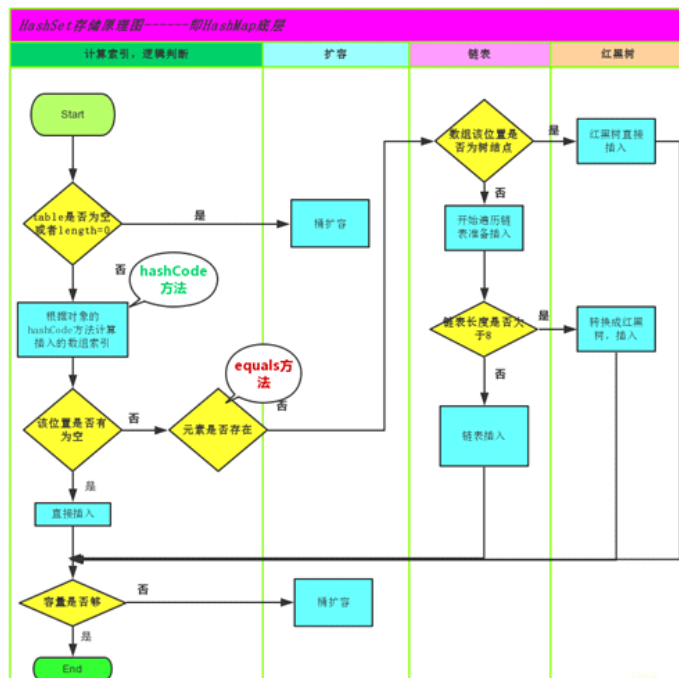 HashSet存储原理图------即HashMap底层
计算索引，逻辑判断
扩容
链表
红黑树
Start
table是否为空
或者length=0
是
桶扩容
否
hashCode
方法
根据对象的
hashCode方法计算
插入的数组索引
equals方
法
该位置是否有
为空
否
元素是否存在
否
是
直接插入
数组该位置是
否为树结点
是
红黑树直接
插入
否
开始遍历链
表准备插入
链表长度是否大
于8
是
转换成红黑
树，插入
否
链表插入
容量是否够
否
桶扩容
是
End